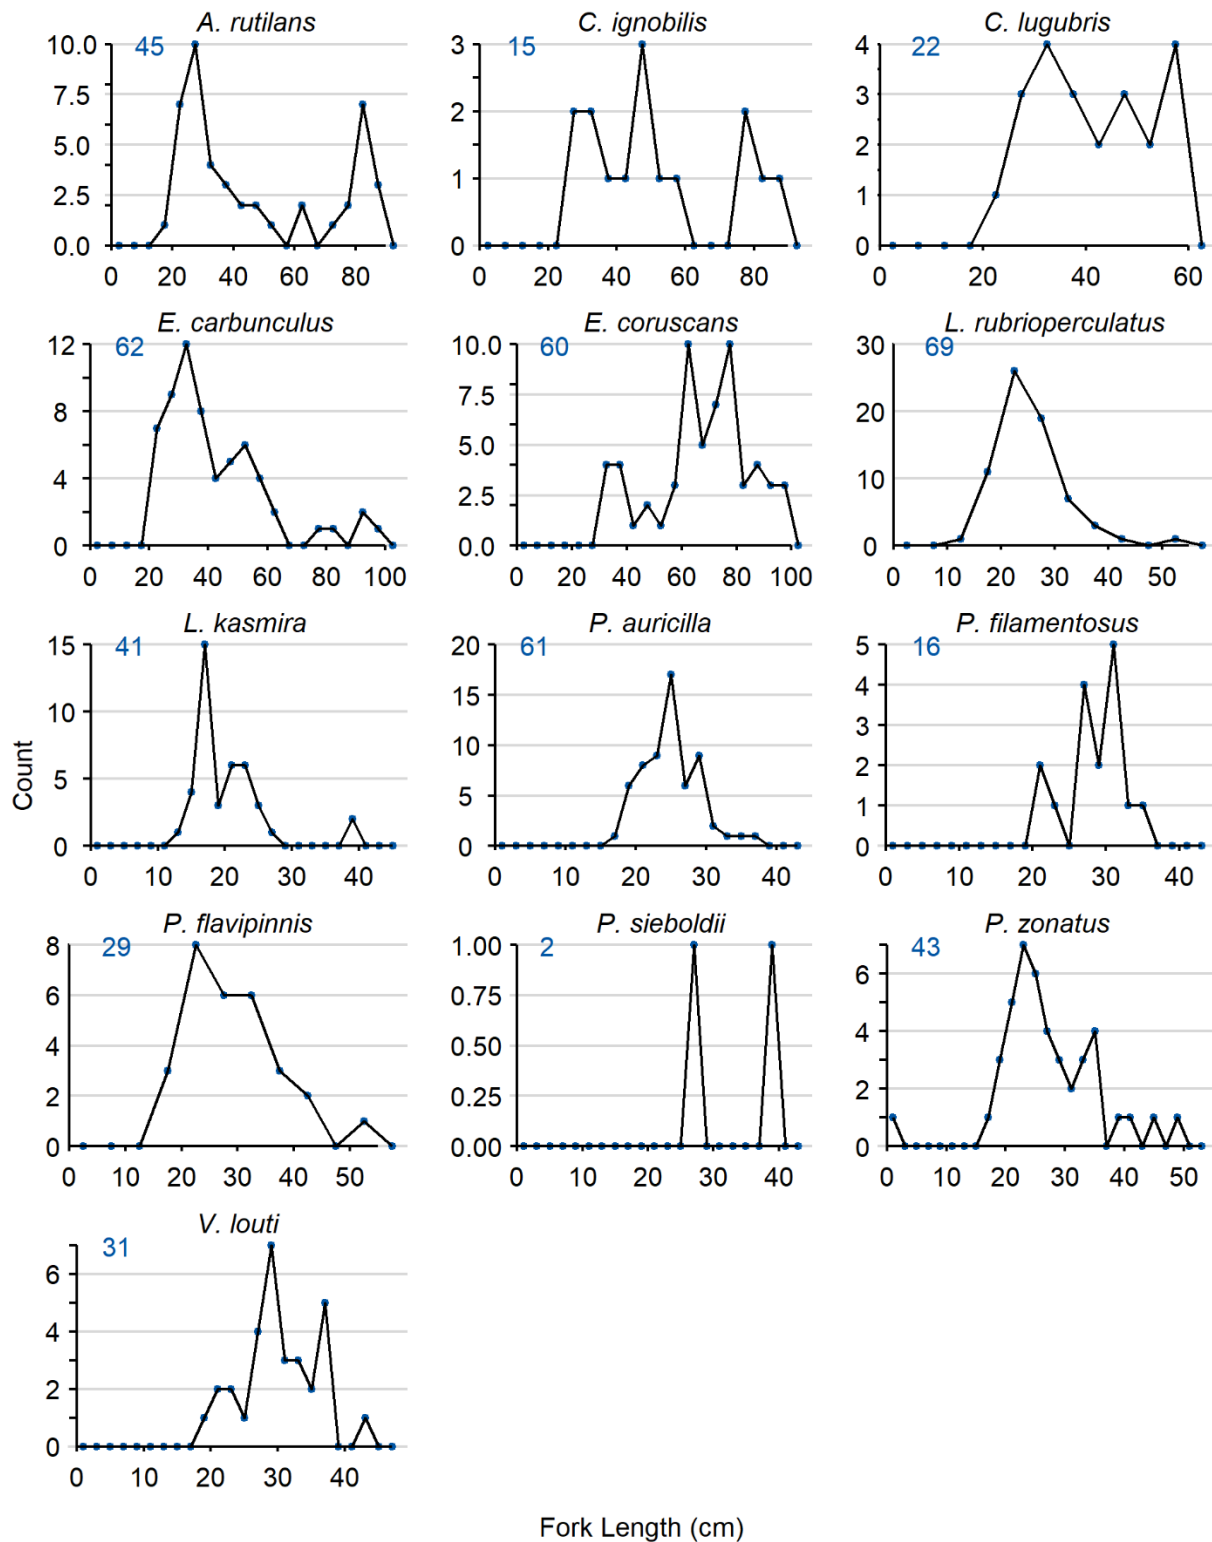 A. rutilans
45
10.0
7.5
5.0
2.5
0.0
0 20 40 60 80
C. ignobilis
15
3
2
1
0
0 20 40 60 80
C. lugubris
22
4
3
2
1
0
0 20 40 60
E. carbunculus
62
12
8
4
0
0 20 40 60 80 100
E. coruscans
60
10.0
7.5
5.0
2.5
0.0
0 20 40 60 80 100
L. rubrioperculatus
69
30
20
10
0
0 10 20 30 40 50
L. kasmira
41
15
10
5
0
0 10 20 30 40
P. auricilla
61
20
15
10
5
0
0 10 20 30 40
P. filamentosus
16
5
4
3
2
1
0
0 10 20 30 40
Count
P. flavipinnis
29
8
6
4
2
0
0 10 20 30 40 50
P. sieboldii
2
1.00
0.75
0.50
0.25
0.00
0 10 20 30 40
P. zonatus
43
6
4
2
0
0 10 20 30 40 50
V. louti
31
6
4
2
0
0 10 20 30 40
Fork Length (cm)